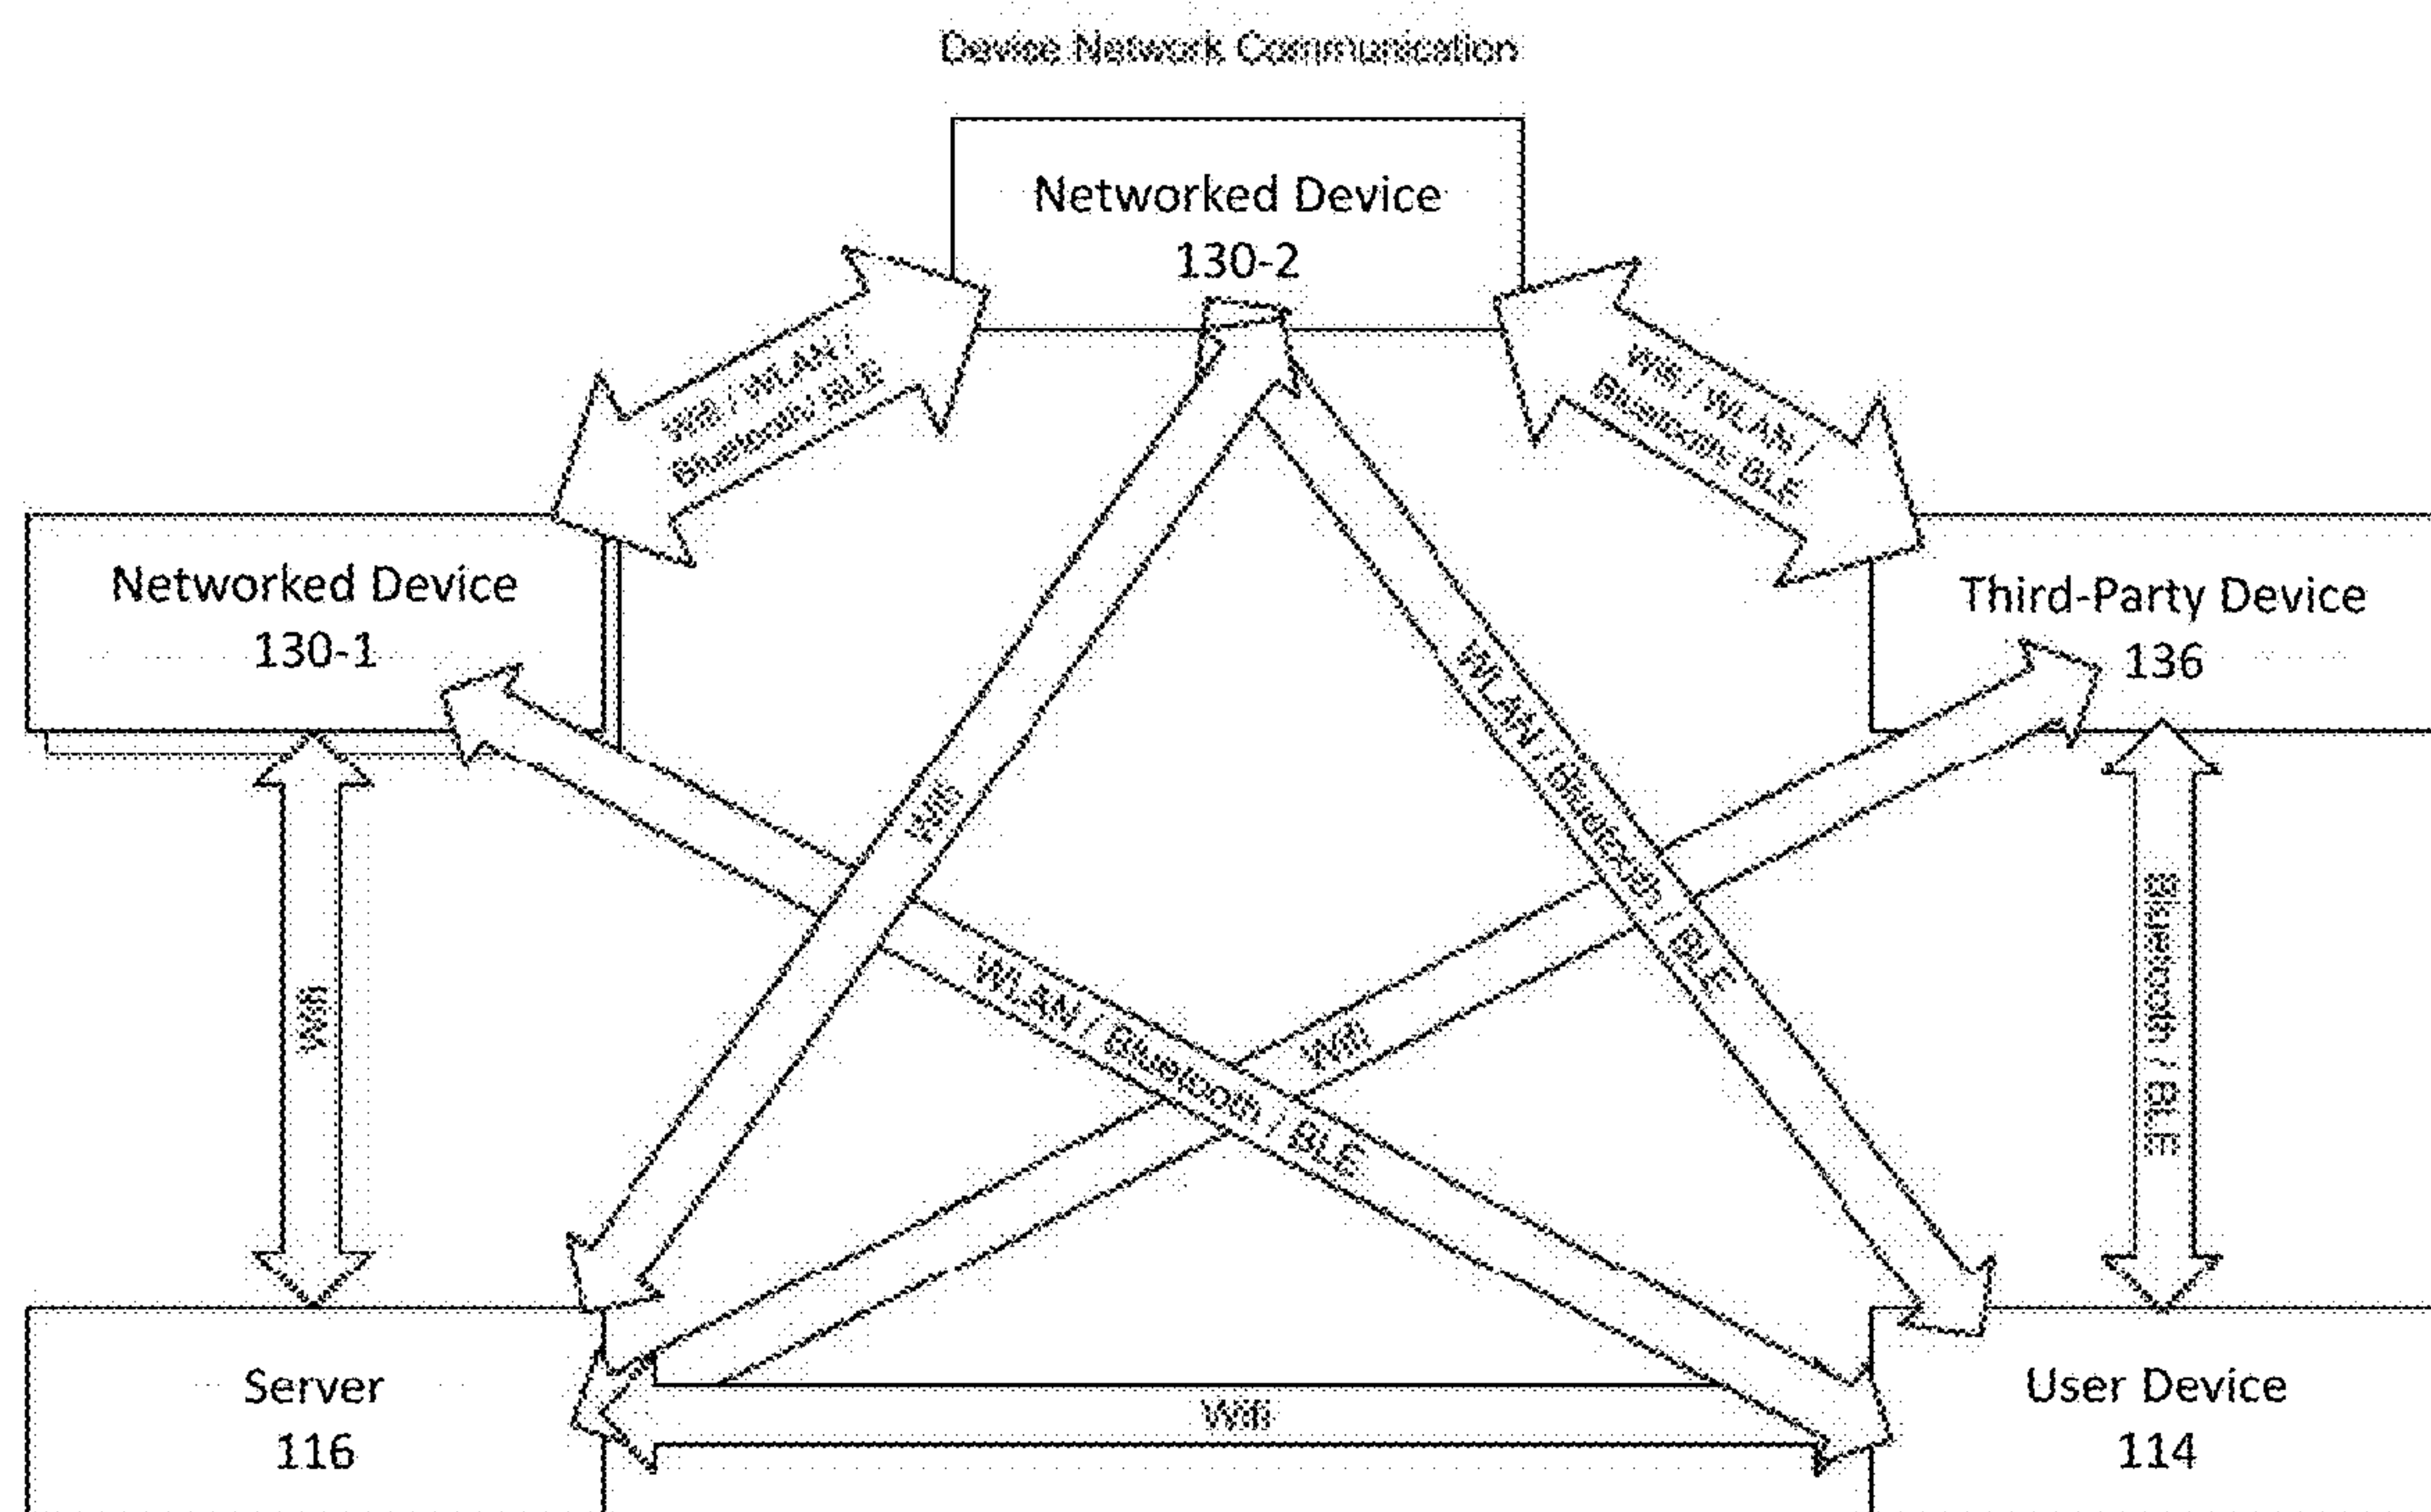 Device Network Communication
Networked Device
130-2
Wifi / WLAN /
Bluetooth/ BLE
Wifi / WLAN /
Bluetooth/ BLE
Networked Device
130-1
Third-Party Device
136
Wifi
WLAN / Bluetooth / BLE
Wifi
WLAN / Bluetooth / BLE
Wifi
Bluetooth / BLE
Server
116
Wifi
User Device
114